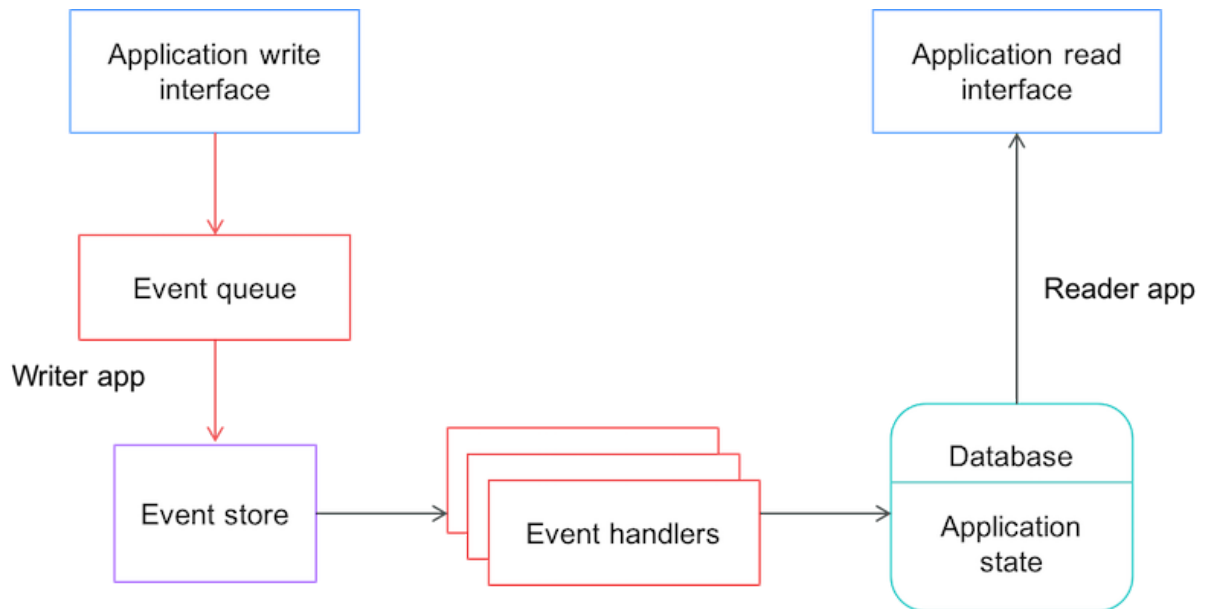 Application write
interface
Application read
interface
Event queue
Reader app
Writer app
Event store
Event handlers
Database
Application
state